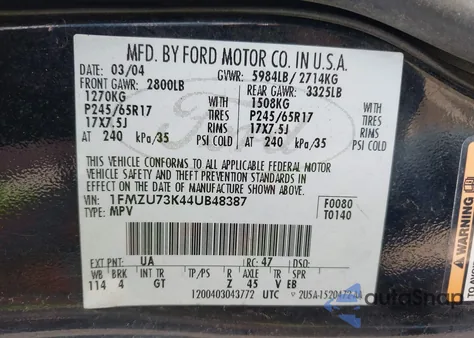 MFD. BY FORD MOTOR CO. IN U.S.A.
DATE: 03/04 GVWR: 5984LB/ 2714KG
FRONT GAWR: 2800LB REAR GAWR: 3325LB
1270KG WITH 1508KG WITH
P245/65R17 TIRES P245/65R17 TIRES
17X7.5J RIMS 17X7.5J RIMS
AT 240 kPa/35 PSI COLD AT 240 kPa/35 PSI COLD
Ford
THIS VEHICLE CONFORMS TO ALL APPLICABLE FEDERAL MOTOR
VEHICLE SAFETY AND THEFT PREVENTION STANDARDS IN
EFFECT ON THE DATE OF MANUFACTURE SHOWN ABOVE.
VIN: 1FMZU73K44UB48387 F0080
TYPE: MPV T0140
EXT PNT: UA RC: 47 DSO:
WB BRK INT TR TP/PS R AXLE TR SPR
114 4 GT Z 45 V EB
1200403043772 UTC
autoSnap